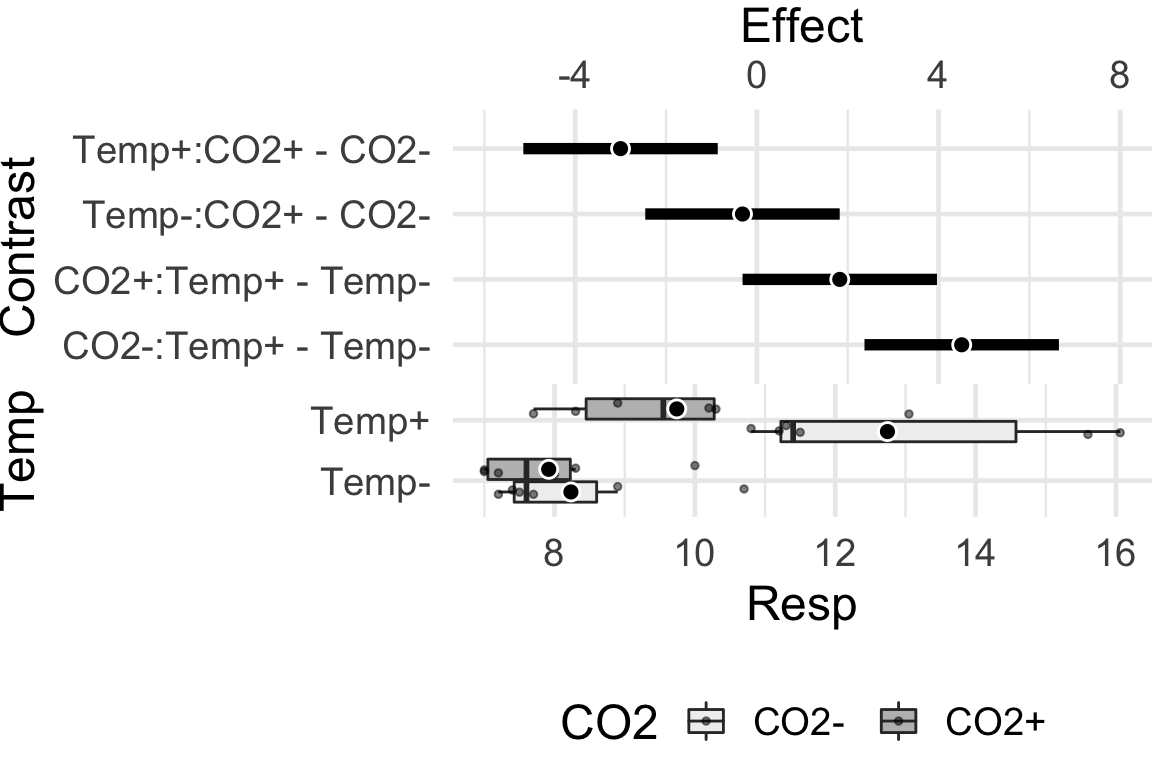 Effect
-4 0 4 8
Contrast
Temp+:CO2+ - CO2-
Temp-:CO2+ - CO2-
CO2+:Temp+ - Temp-
CO2-:Temp+ - Temp-
Temp
Temp+
Temp-
8 10 12 14 16
Resp
CO2 CO2- CO2+